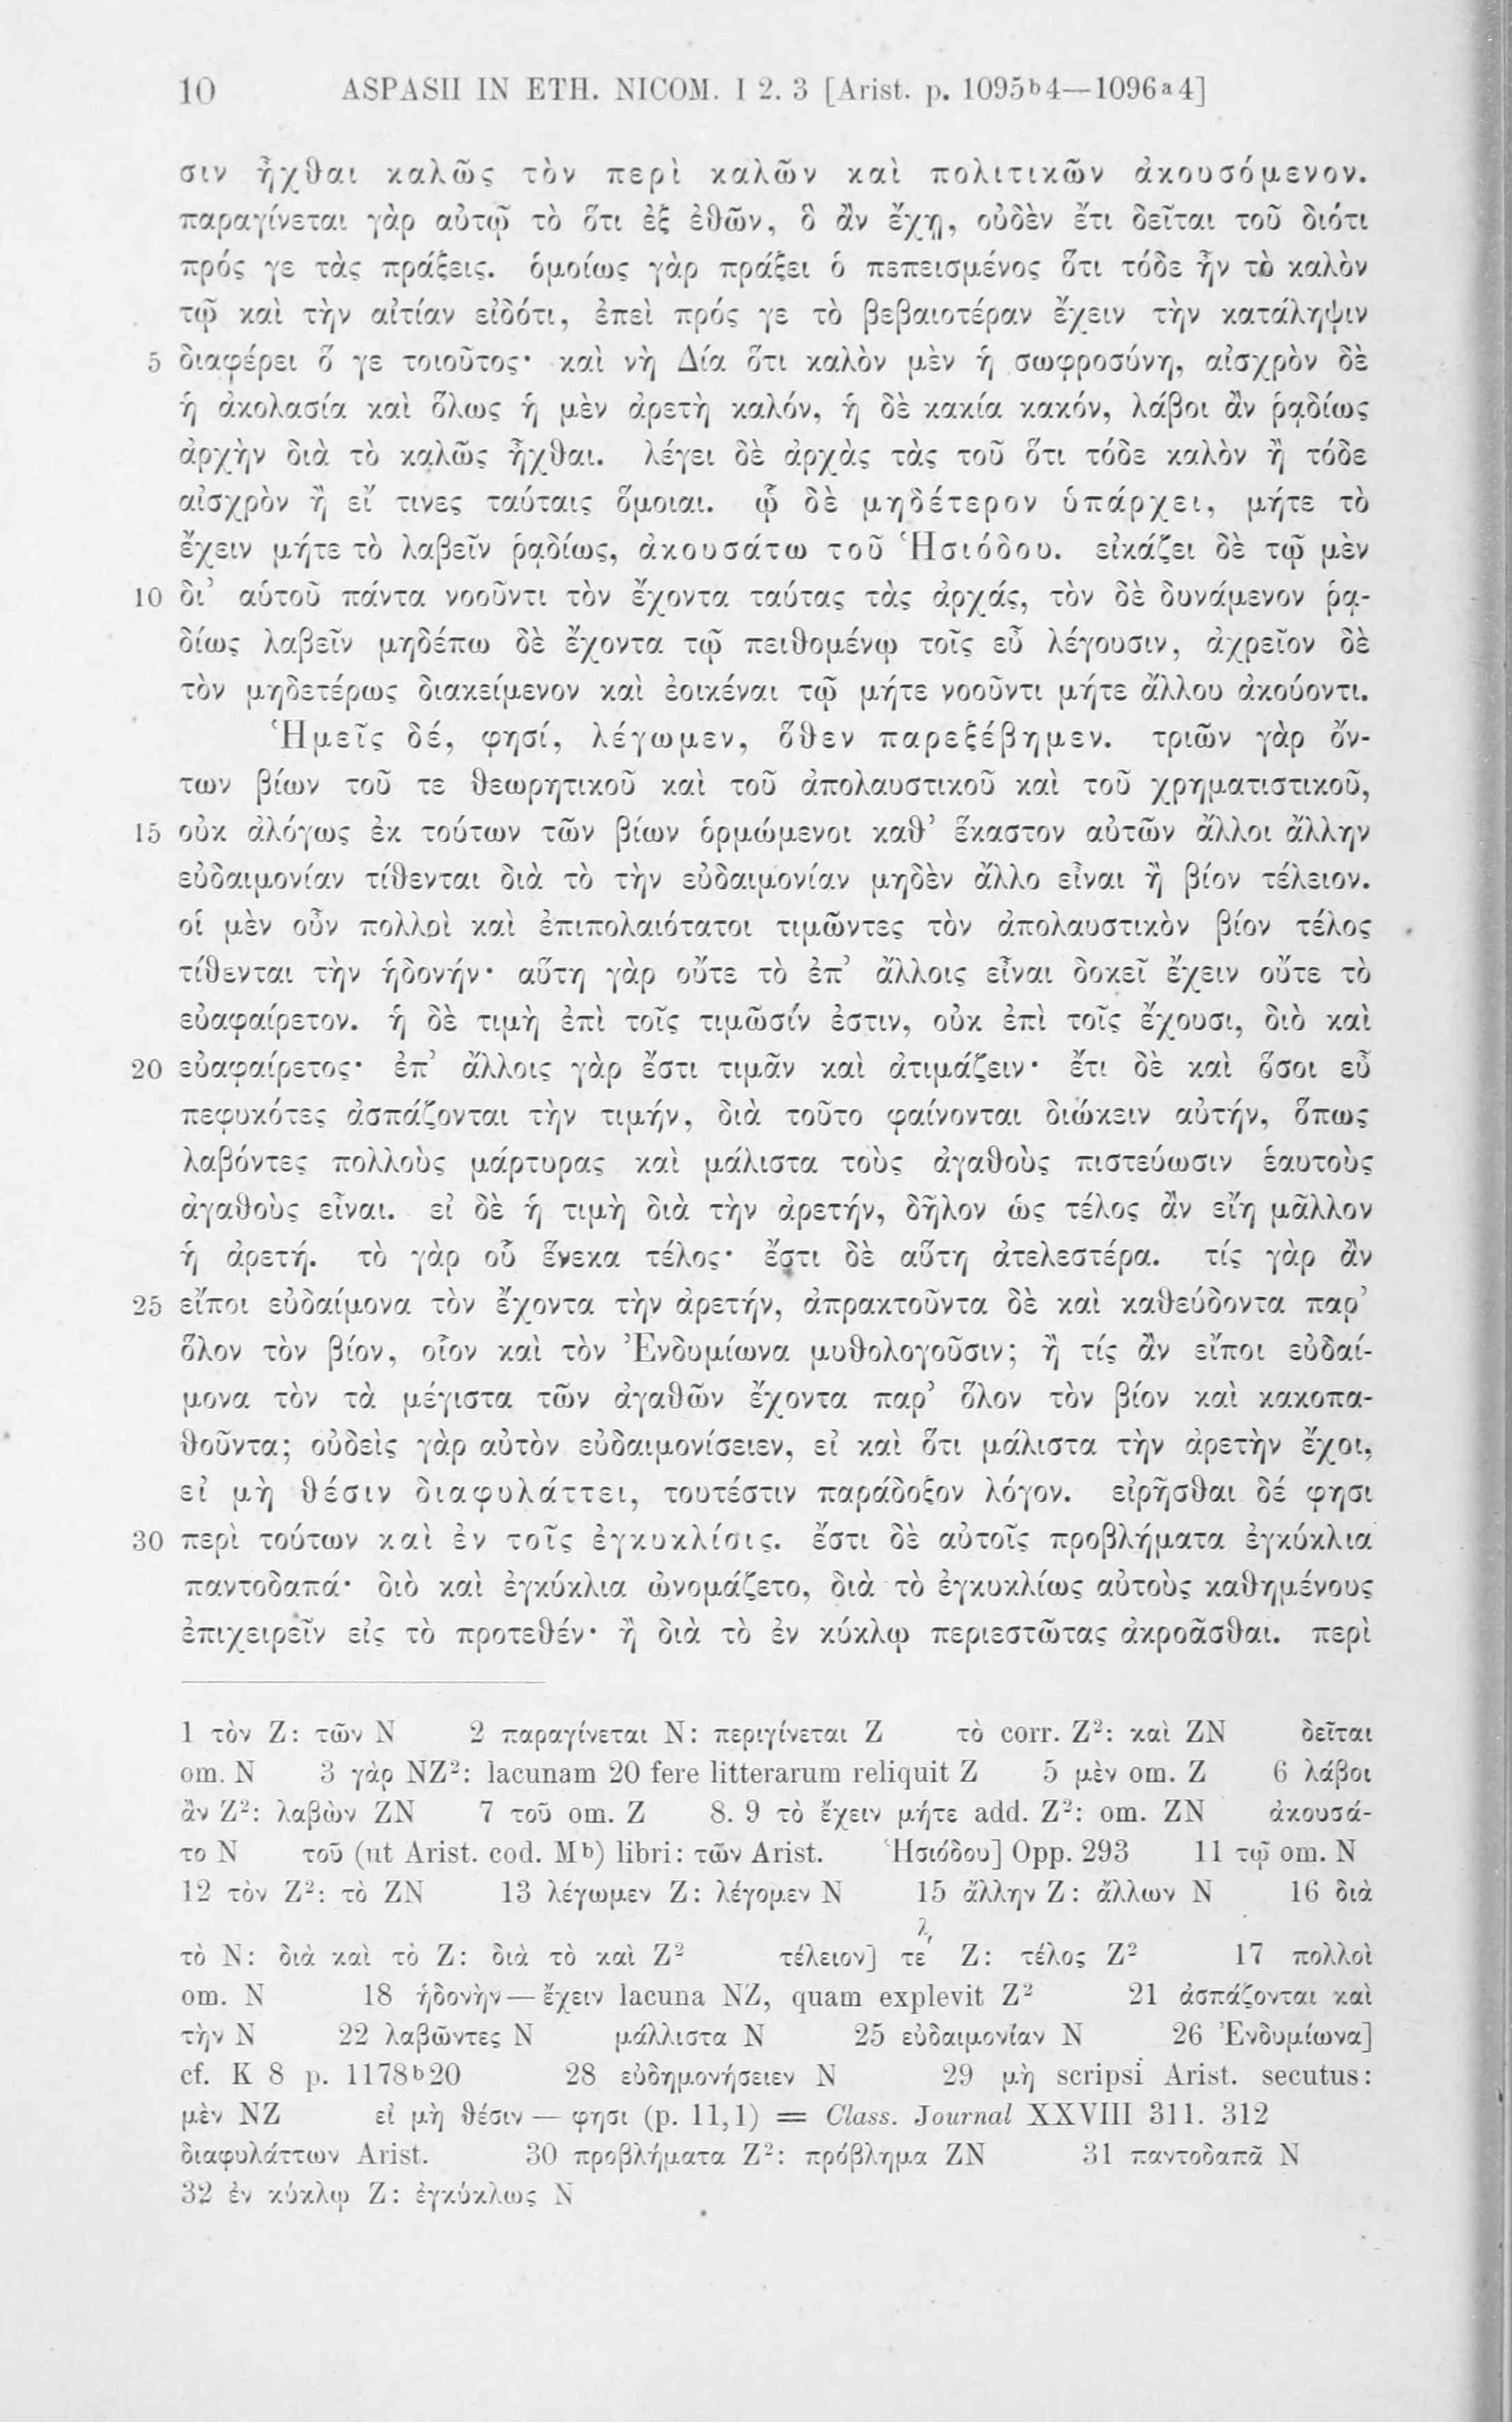 10 ASPASII IN ETH. NICOM. I 2. 3 [Arist. p. 1095b4—1096a4]
σιν ἦχθαι καλῶς τὸν περὶ καλῶν καὶ πολιτικῶν ἀκουσόμενον.
παραγίνεται γὰρ αὐτῷ τὸ ὅτι ἐξ ἐθῶν, ὃ ἂν ἔχῃ, οὐδὲν ἔτι δεῖται τοῦ διότι
πρός γε τὰς πράξεις. ὁμοίως γὰρ πράξει ὁ πεπεισμένος ὅτι τόδε ἦν τὸ καλὸν
τῷ καὶ τὴν αἰτίαν εἰδότι, ἐπεὶ πρός γε τὸ βεβαιοτέραν ἔχειν τὴν κατάληψιν
5 διαφέρει ὅ γε τοιοῦτος· καὶ νὴ Δία ὅτι καλὸν μὲν ἡ σωφροσύνη, αἰσχρὸν δὲ
ἡ ἀκολασία καὶ ὅλως ἡ μὲν ἀρετὴ καλόν, ἡ δὲ κακία κακόν, λάβοι ἂν ῥᾳδίως
ἀρχὴν διὰ τὸ καλῶς ἦχθαι. λέγει δὲ ἀρχὰς τὰς τοῦ ὅτι τόδε καλὸν ἢ τόδε
αἰσχρὸν ἢ εἴ τινες ταύταις ὅμοιαι. ᾧ δὲ μηδέτερον ὑπάρχει, μήτε τὸ
ἔχειν μήτε τὸ λαβεῖν ῥᾳδίως, ἀκουσάτω τοῦ Ἡσιόδου. εἰκάζει δὲ τῷ μὲν
10 δι’ αὑτοῦ πάντα νοοῦντι τὸν ἔχοντα ταύτας τὰς ἀρχάς, τὸν δὲ δυνάμενον ῥᾳ-
δίως λαβεῖν μηδέπω δὲ ἔχοντα τῷ πειθομένῳ τοῖς εὖ λέγουσιν, ἀχρεῖον δὲ
τὸν μηδετέρως διακείμενον καὶ ἐοικέναι τῷ μήτε νοοῦντι μήτε ἄλλου ἀκούοντι.
Ἡμεῖς δέ, φησί, λέγωμεν, ὅθεν παρεξέβημεν. τριῶν γὰρ ὄν-
των βίων τοῦ τε θεωρητικοῦ καὶ τοῦ ἀπολαυστικοῦ καὶ τοῦ χρηματιστικοῦ,
15 οὐκ ἀλόγως ἐκ τούτων τῶν βίων ὁρμώμενοι καθ’ ἕκαστον αὐτῶν ἄλλοι ἄλλην
εὐδαιμονίαν τίθενται διὰ τὸ τὴν εὐδαιμονίαν μηδὲν ἄλλο εἶναι ἢ βίον τέλειον.
οἱ μὲν οὖν πολλοὶ καὶ ἐπιπολαιότατοι τιμῶντες τὸν ἀπολαυστικὸν βίον τέλος
τίθενται τὴν ἡδονήν· αὕτη γὰρ οὔτε τὸ ἐπ’ ἄλλοις εἶναι δοκεῖ ἔχειν οὔτε τὸ
εὐαφαίρετον. ἡ δὲ τιμὴ ἐπὶ τοῖς τιμῶσίν ἐστιν, οὐκ ἐπὶ τοῖς ἔχουσι, διὸ καὶ
20 εὐαφαίρετος· ἐπ’ ἄλλοις γὰρ ἔστι τιμᾶν καὶ ἀτιμάζειν· ἔτι δὲ καὶ ὅσοι εὖ
πεφυκότες ἀσπάζονται τὴν τιμήν, διὰ τοῦτο φαίνονται διώκειν αὐτήν, ὅπως
λαβόντες πολλοὺς μάρτυρας καὶ μάλιστα τοὺς ἀγαθοὺς πιστεύωσιν ἑαυτοὺς
ἀγαθοὺς εἶναι. εἰ δὲ ἡ τιμὴ διὰ τὴν ἀρετήν, δῆλον ὡς τέλος ἂν εἴη μᾶλλον
ἡ ἀρετή. τὸ γὰρ οὗ ἕνεκα τέλος· ἔστι δὲ αὕτη ἀτελεστέρα. τίς γὰρ ἂν
25 εἴποι εὐδαίμονα τὸν ἔχοντα τὴν ἀρετήν, ἀπρακτοῦντα δὲ καὶ καθεύδοντα παρ’
ὅλον τὸν βίον, οἷον καὶ τὸν Ἐνδυμίωνα μυθολογοῦσιν; ἢ τίς ἂν εἴποι εὐδαί-
μονα τὸν τὰ μέγιστα τῶν ἀγαθῶν ἔχοντα παρ’ ὅλον τὸν βίον καὶ κακοπα-
θοῦντα; οὐδεὶς γὰρ αὐτὸν εὐδαιμονίσειεν, εἰ καὶ ὅτι μάλιστα τὴν ἀρετὴν ἔχοι,
εἰ μὴ θέσιν διαφυλάττει, τουτέστιν παράδοξον λόγον. εἰρῆσθαι δέ φησι
30 περὶ τούτων καὶ ἐν τοῖς ἐγκυκλίοις. ἔστι δὲ αὐτοῖς προβλήματα ἐγκύκλια
παντοδαπά· διὸ καὶ ἐγκύκλια ὠνομάζετο, διὰ τὸ ἐγκυκλίως αὐτοὺς καθημένους
ἐπιχειρεῖν εἰς τὸ προτεθέν· ἢ διὰ τὸ ἐν κύκλῳ περιεστῶτας ἀκροᾶσθαι. περὶ
1 τὸν Z: τῶν N 2 παραγίνεται N: περιγίνεται Z τὸ corr. Z²: καὶ ZN δεῖται
om. N 3 γὰρ NZ²: lacunam 20 fere litterarum reliquit Z 5 μὲν om. Z 6 λάβοι
ἂν Z²: λαβὼν ZN 7 τοῦ om. Z 8. 9 τὸ ἔχειν μήτε add. Z²: om. ZN ἀκουσά-
το N τοῦ (ut Arist. cod. Mb) libri: τῶν Arist. Ἡσιόδου] Opp. 293 11 τῷ om. N
12 τὸν Z²: τὸ ZN 13 λέγωμεν Z: λέγομεν N 15 ἄλλην Z: ἄλλων N 16 διὰ
τὸ N: διὰ καὶ τὸ Z: διὰ τὸ καὶ Z² τέλειον] τελ Z: τέλος Z² 17 πολλοὶ
om. N 18 ἡδονὴν — ἔχειν lacuna NZ, quam explevit Z² 21 ἀσπάζονται καὶ
τὴν N 22 λαβῶντες N μάλλιστα N 25 εὐδαιμονίαν N 26 Ἐνδυμίωνα]
cf. K 8 p. 1178b20 28 εὐδημονήσειεν N 29 μὴ scripsi Arist. secutus:
μὲν NZ εἰ μὴ θέσιν — φησι (p. 11,1) = Class. Journal XXVIII 311. 312
διαφυλάττων Arist. 30 προβλήματα Z²: πρόβλημα ZN 31 παντοδαπᾶ N
32 ἐν κύκλῳ Z: ἐγκύκλως N